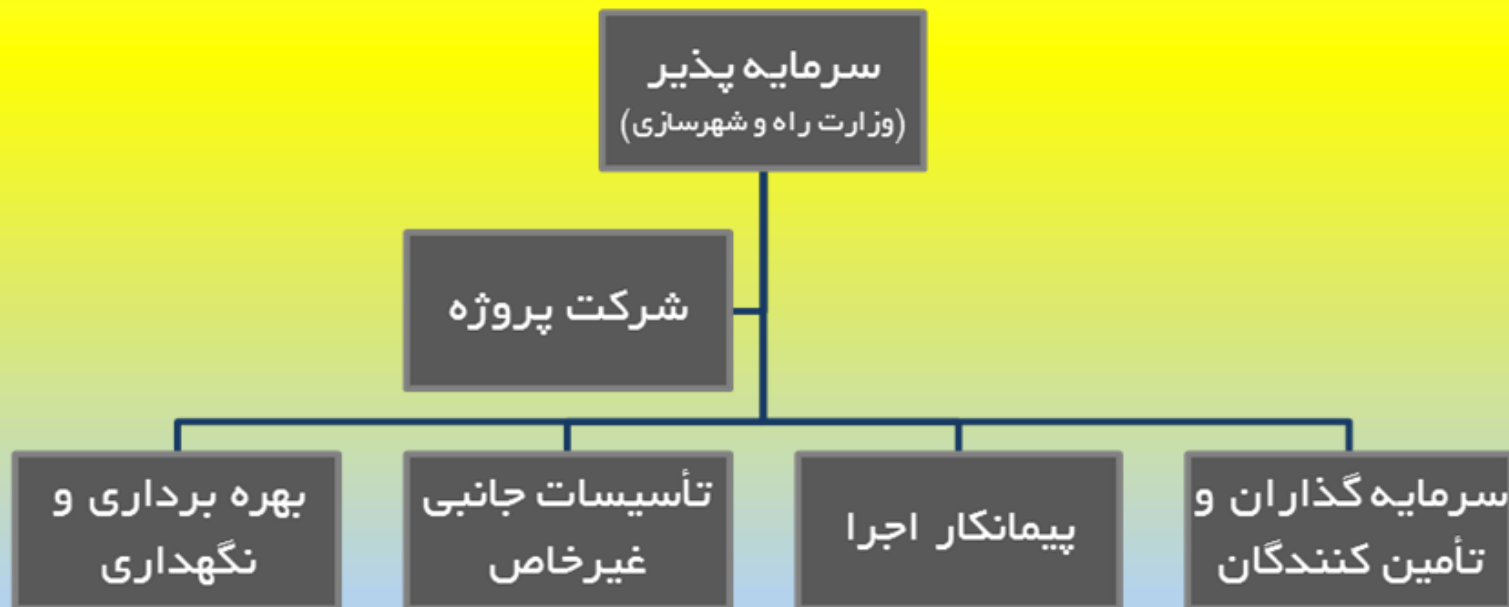 سرمایه پذیر
(وزارت راه و شهرسازی)
شرکت پروژه
سرمایه گذاران و
تأمین کنندگان
پیمانکار اجرا
تأسیسات جانبی
غیرخاص
بهره برداری و
نگهداری